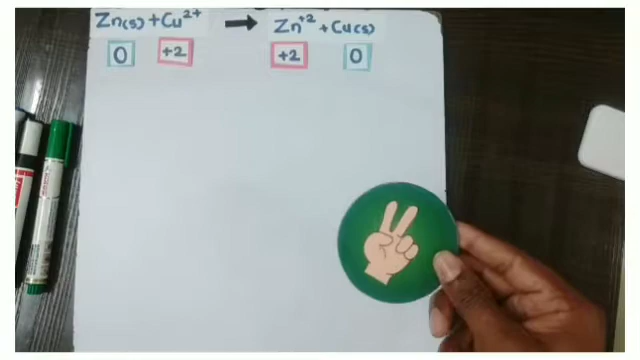 Zn(s) + Cu²⁺ → Zn⁺² + Cu(s)
0 +2 +2 0